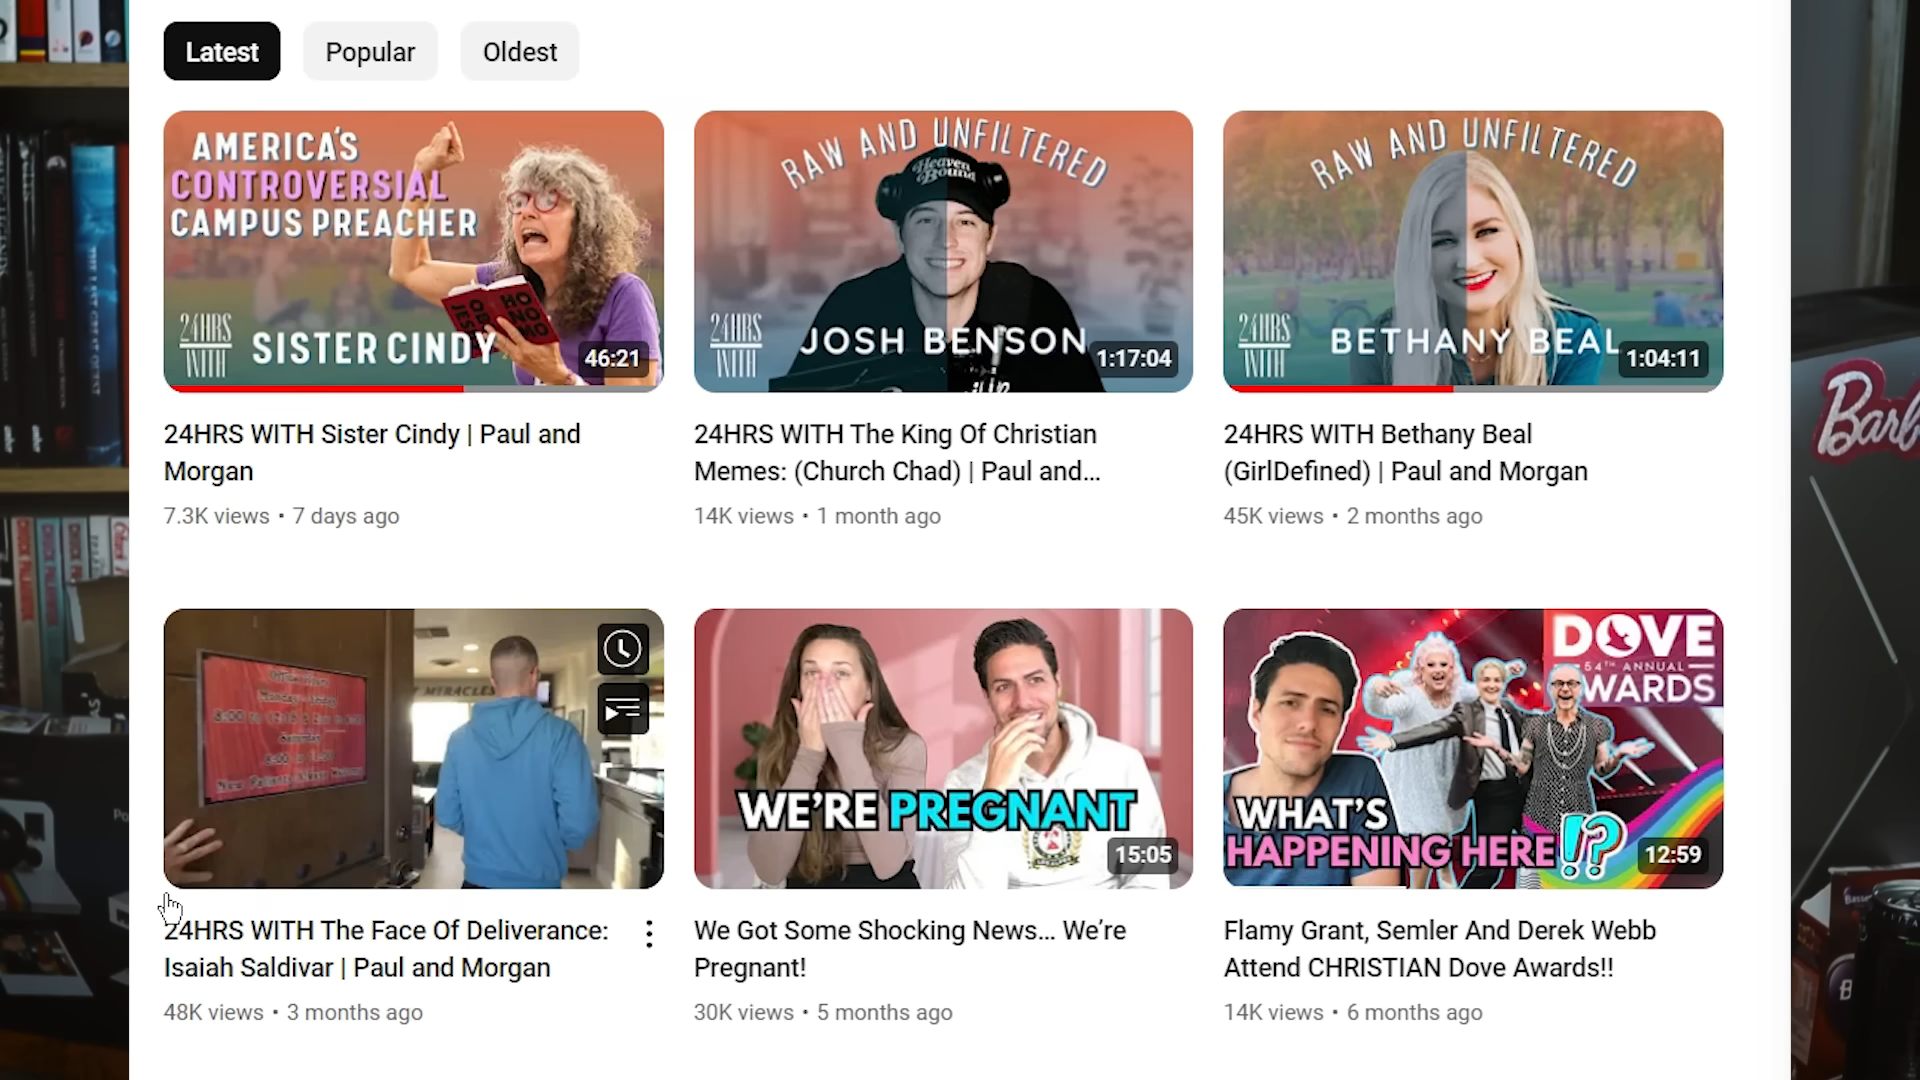 Latest
Popular
Oldest
AMERICA'S
CONTROVERSIAL
CAMPUS PREACHER
HO
NO
MO
24HRS
WITH
SISTER CINDY
46:21
RAW AND UNFILTERED
Heaven
Bound
24HRS
WITH
JOSH BENSON
1:17:04
RAW AND UNFILTERED
24HRS
WITH
BETHANY BEAL
1:04:11
24HRS WITH Sister Cindy | Paul and
Morgan
7.3K views • 7 days ago
24HRS WITH The King Of Christian
Memes: (Church Chad) | Paul and...
14K views • 1 month ago
24HRS WITH Bethany Beal
(GirlDefined) | Paul and Morgan
45K views • 2 months ago
MIRACLES
WE'RE PREGNANT
15:05
DOVE
54TH ANNUAL
AWARDS
WHAT'S
HAPPENING HERE!?
12:59
24HRS WITH The Face Of Deliverance:
Isaiah Saldivar | Paul and Morgan
48K views • 3 months ago
We Got Some Shocking News... We're
Pregnant!
30K views • 5 months ago
Flamy Grant, Semler And Derek Webb
Attend CHRISTIAN Dove Awards!!
14K views • 6 months ago
Barb